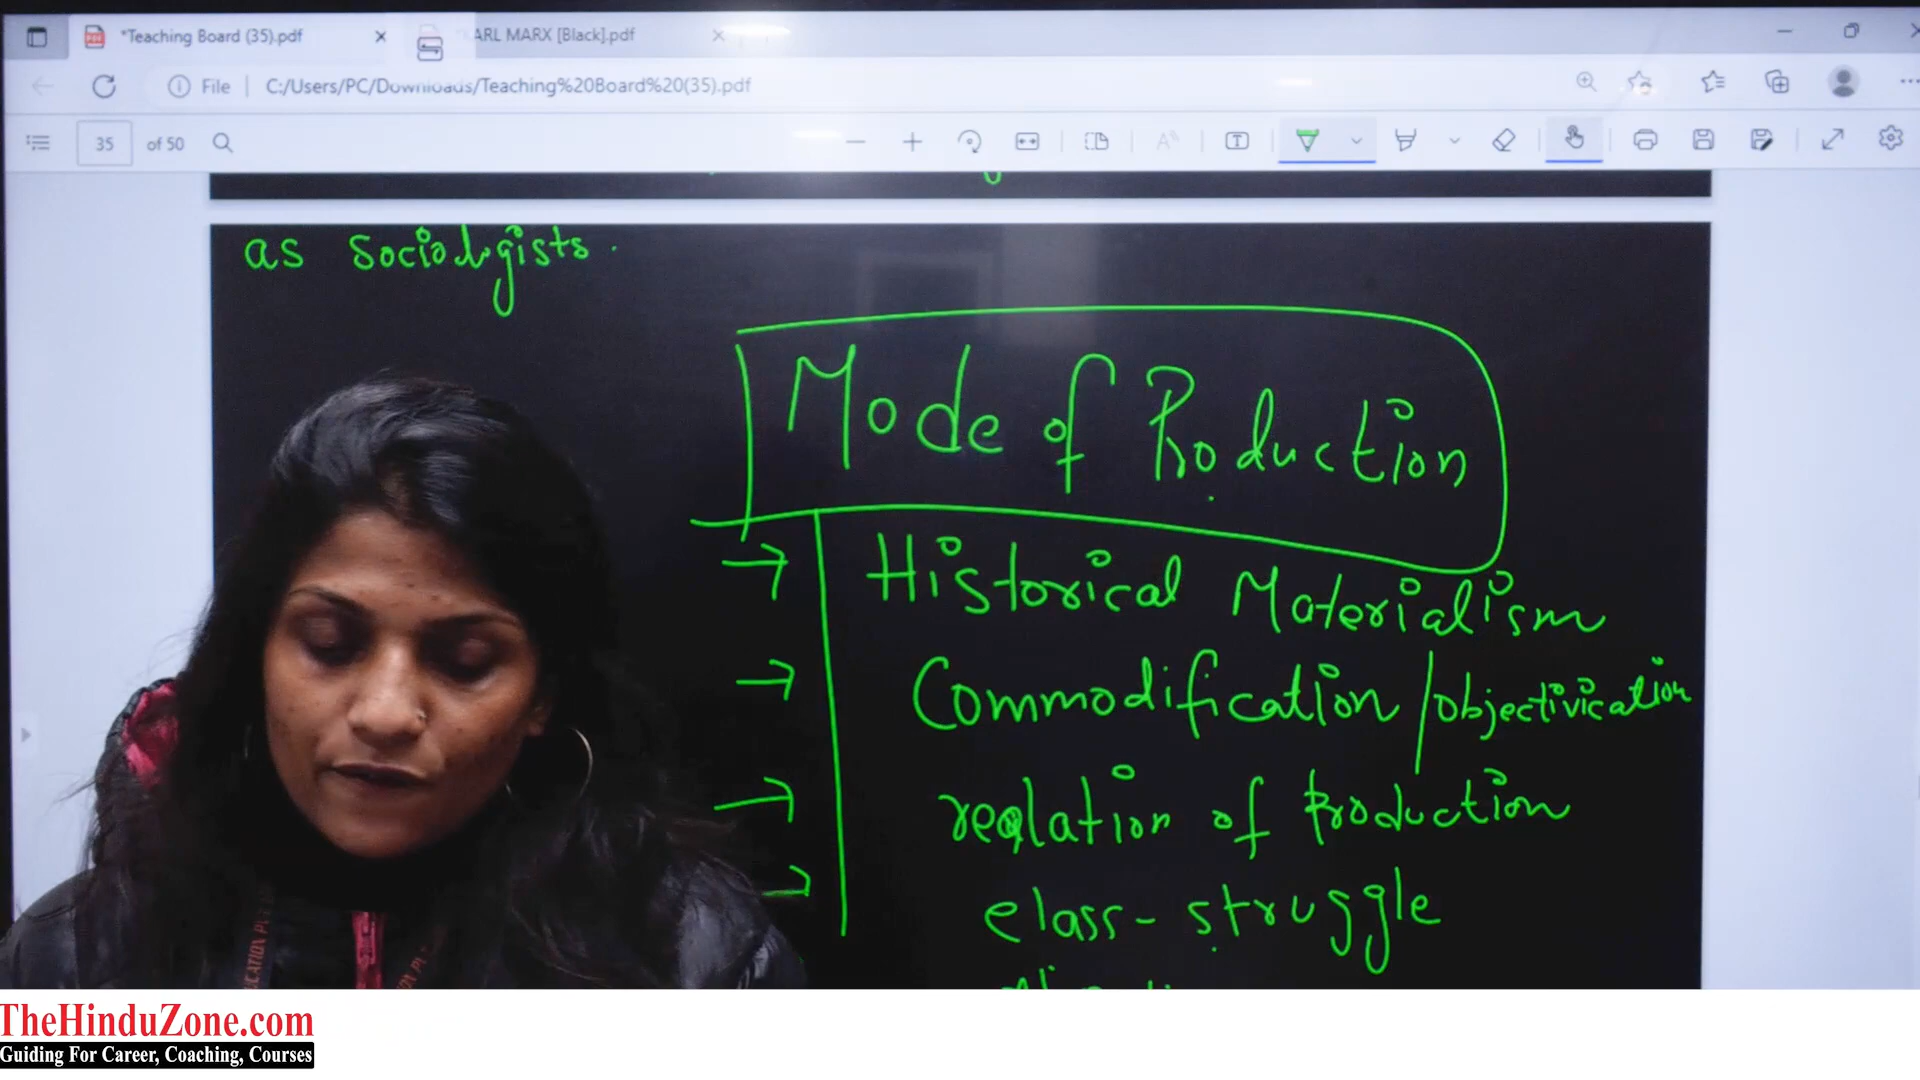 *Teaching Board (35).pdf
ARL MARX [Black].pdf
File
C:/Users/PC/Downloads/Teaching%20Board%20(35).pdf
35 of 50
as Sociologists.
Mode of Production
→ Historical Materialism
→ Commodification / objectivication
→ realation of Production
→ class-struggle
TheHinduZone.com
Guiding For Career, Coaching, Courses